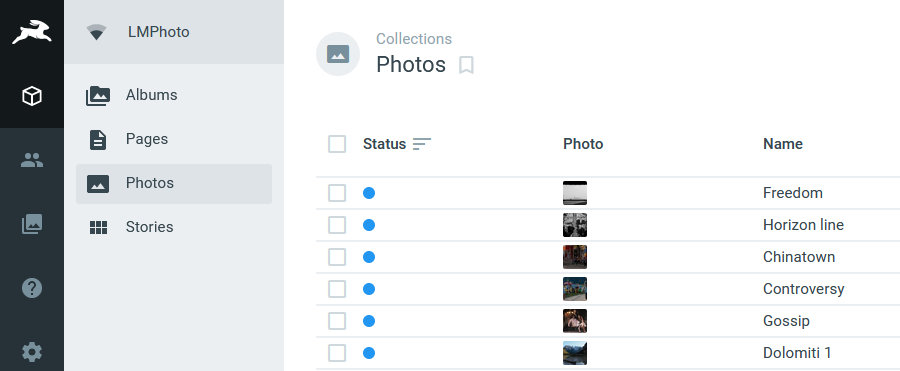 LMPhoto
Albums
Pages
Photos
Stories
Collections
Photos
Status Photo Name
Freedom
Horizon line
Chinatown
Controversy
Gossip
Dolomiti 1